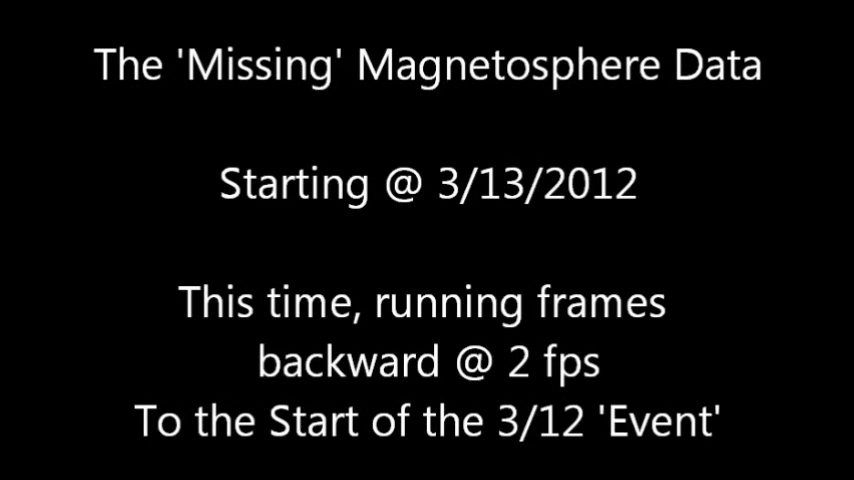 The 'Missing' Magnetosphere Data
Starting @ 3/13/2012
This time, running frames
backward @ 2 fps
To the Start of the 3/12 'Event'